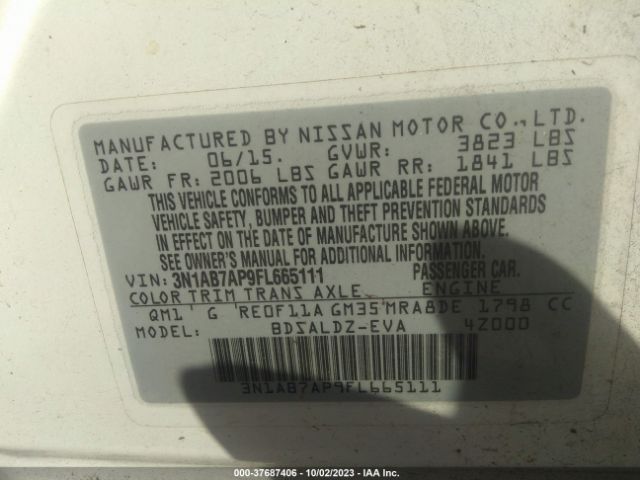 MANUFACTURED BY NISSAN MOTOR CO., LTD.
DATE: 06/15. GVWR: 3823 LBS
GAWR FR: 2006 LBS GAWR RR: 1841 LBS
THIS VEHICLE CONFORMS TO ALL APPLICABLE FEDERAL MOTOR
VEHICLE SAFETY, BUMPER AND THEFT PREVENTION STANDARDS
IN EFFECT ON THE DATE OF MANUFACTURE SHOWN ABOVE.
SEE OWNER'S MANUAL FOR ADDITIONAL INFORMATION.
VIN: 3N1AB7AP9FL665111 PASSENGER CAR.
COLOR TRIM TRANS AXLE ENGINE
QM1 G RE0F11A GM35 MRA8DE 1798 CC
MODEL: BDSALDZ-EVA 4Z000
3N1AB7AP9FL665111
000-37687406 - 10/02/2023 - IAA Inc.